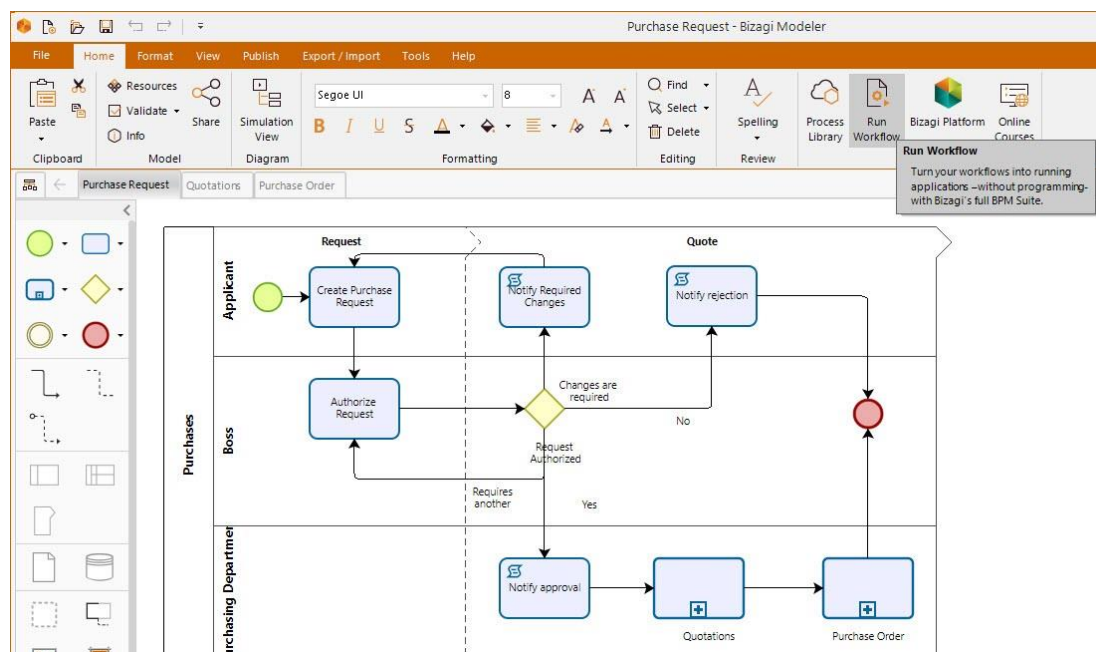 Purchase Request - Bizagi Modeler
File Home Format View Publish Export / Import Tools Help
Paste
Resources
Validate
Info
Share
Simulation
View
Segoe UI 8 A A
B I U S A A
Find
Select
Delete
A
Spelling
Process
Library
Run
Workflow
Bizagi Platform
Online
Courses
Clipboard Model Diagram Formatting Editing Review
Run Workflow
Turn your workflows into running
applications –without programming-
with Bizagi´s full BPM Suite.
Purchase Request Quotations Purchase Order
Request Quote
Purchases
Applicant
Create Purchase
Request
Notify Required
Changes
Notify rejection
Boss
Authorize
Request
Changes are
required
No
Request
Authorized
Requires
another
Yes
Notify approval
Quotations
Purchase Order